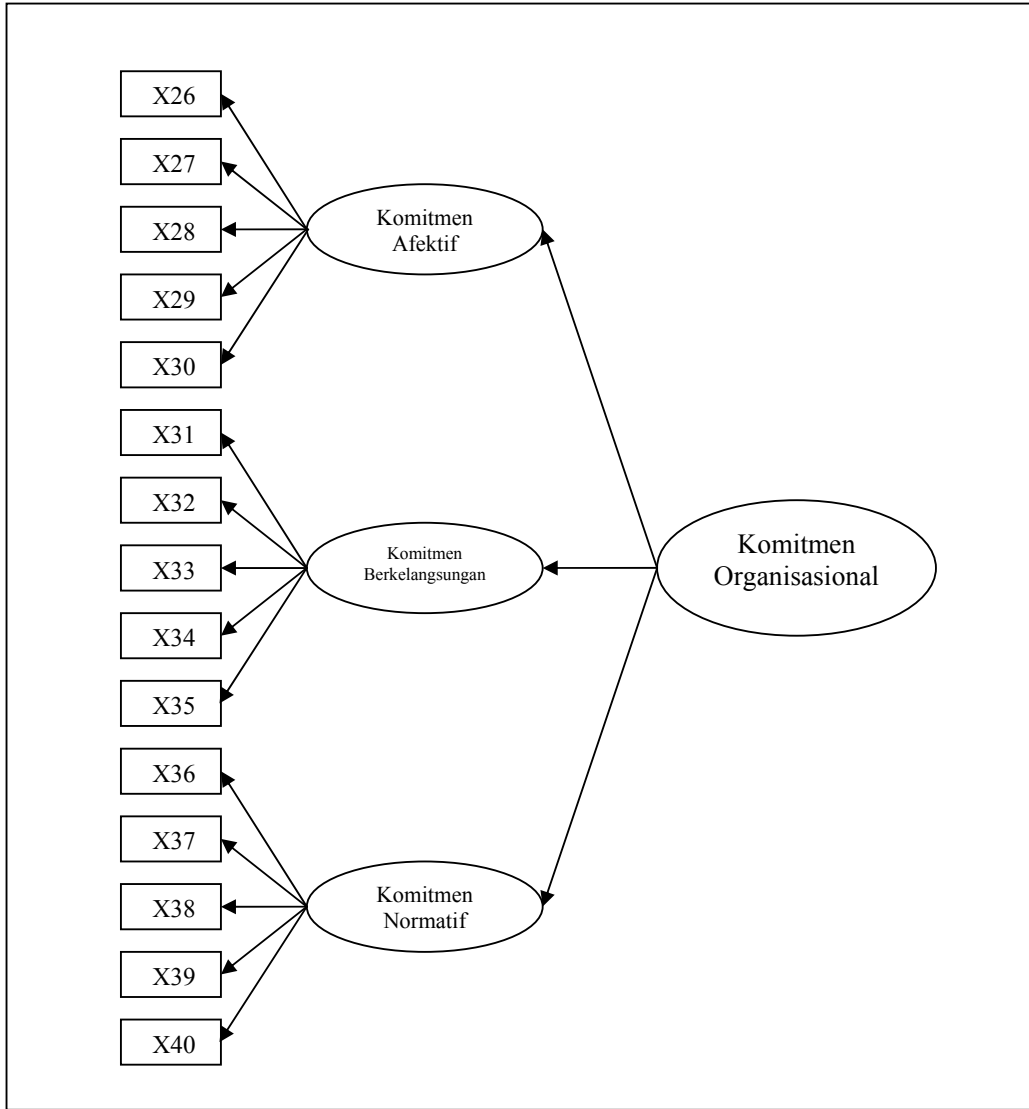 X26
X27
X28
X29
X30
Komitmen
Afektif
X31
X32
X33
X34
X35
Komitmen
Berkelangsungan
Komitmen
Organisasional
X36
X37
X38
X39
X40
Komitmen
Normatif